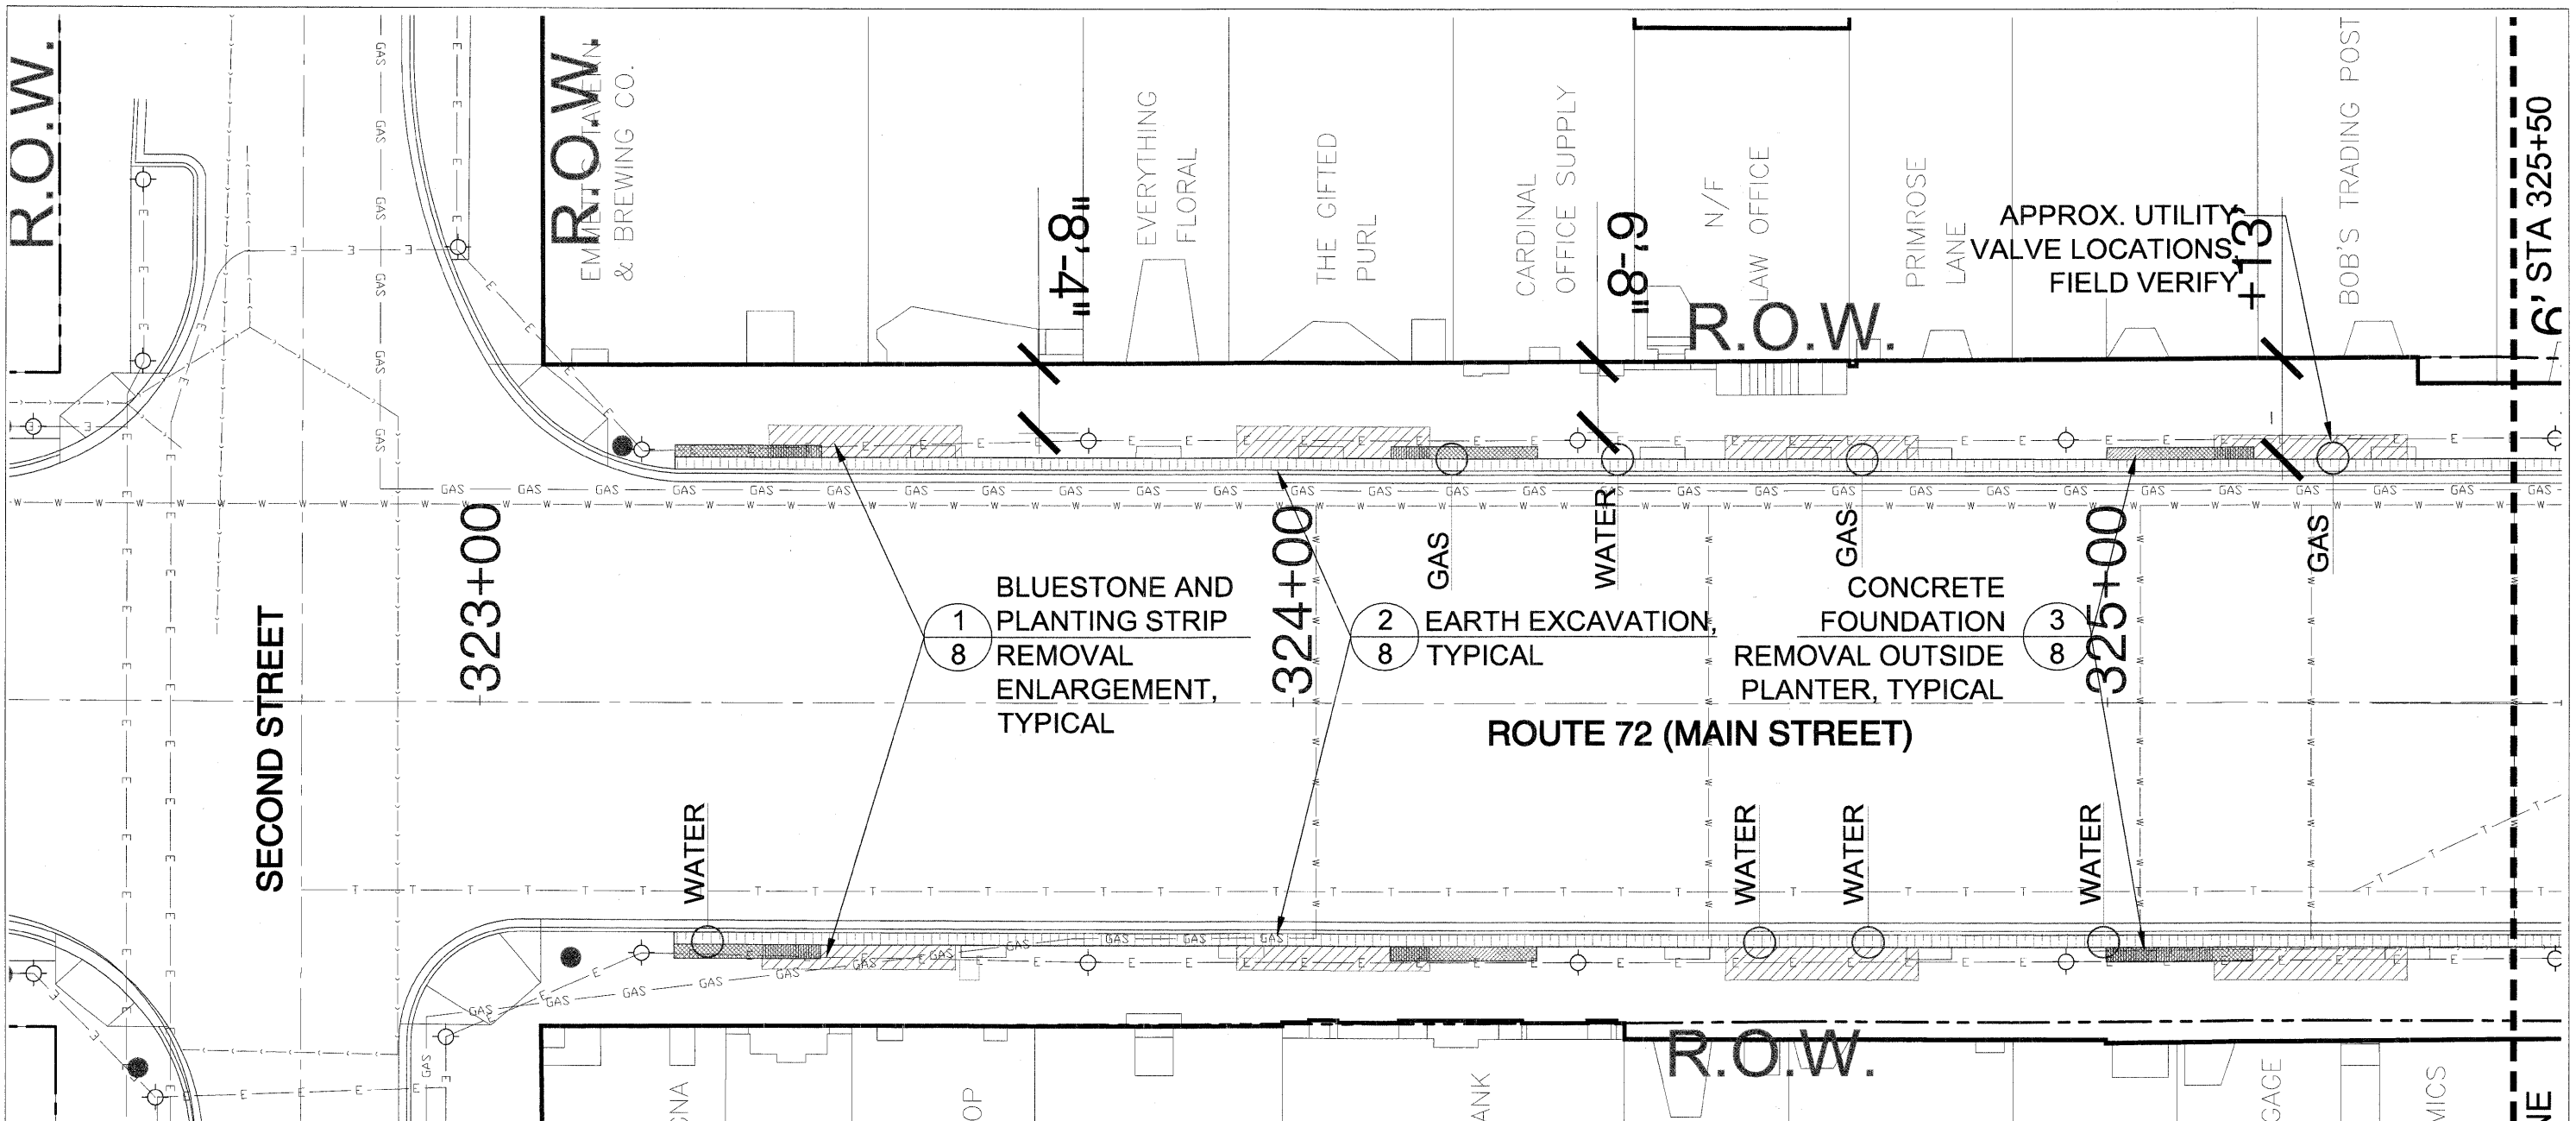 R.O.W.
R.O.W.
EMMETT'S TAVERN
& BREWING CO.
8'-4"
EVERYTHING
FLORAL
THE GIFTED
PURL
CARDINAL
OFFICE SUPPLY
6'-8"
N/F
LAW OFFICE
R.O.W.
PRIMROSE
LANE
APPROX. UTILITY
VALVE LOCATIONS,
FIELD VERIFY
+13'
BOB'S TRADING POST
6' STA 325+50
GAS
WATER
GAS
GAS
323+00
324+00
325+00
1
8
BLUESTONE AND
PLANTING STRIP
REMOVAL
ENLARGEMENT,
TYPICAL
2
8
EARTH EXCAVATION,
TYPICAL
CONCRETE
FOUNDATION
REMOVAL OUTSIDE
PLANTER, TYPICAL
3
8
SECOND STREET
ROUTE 72 (MAIN STREET)
WATER
WATER
WATER
WATER
R.O.W.